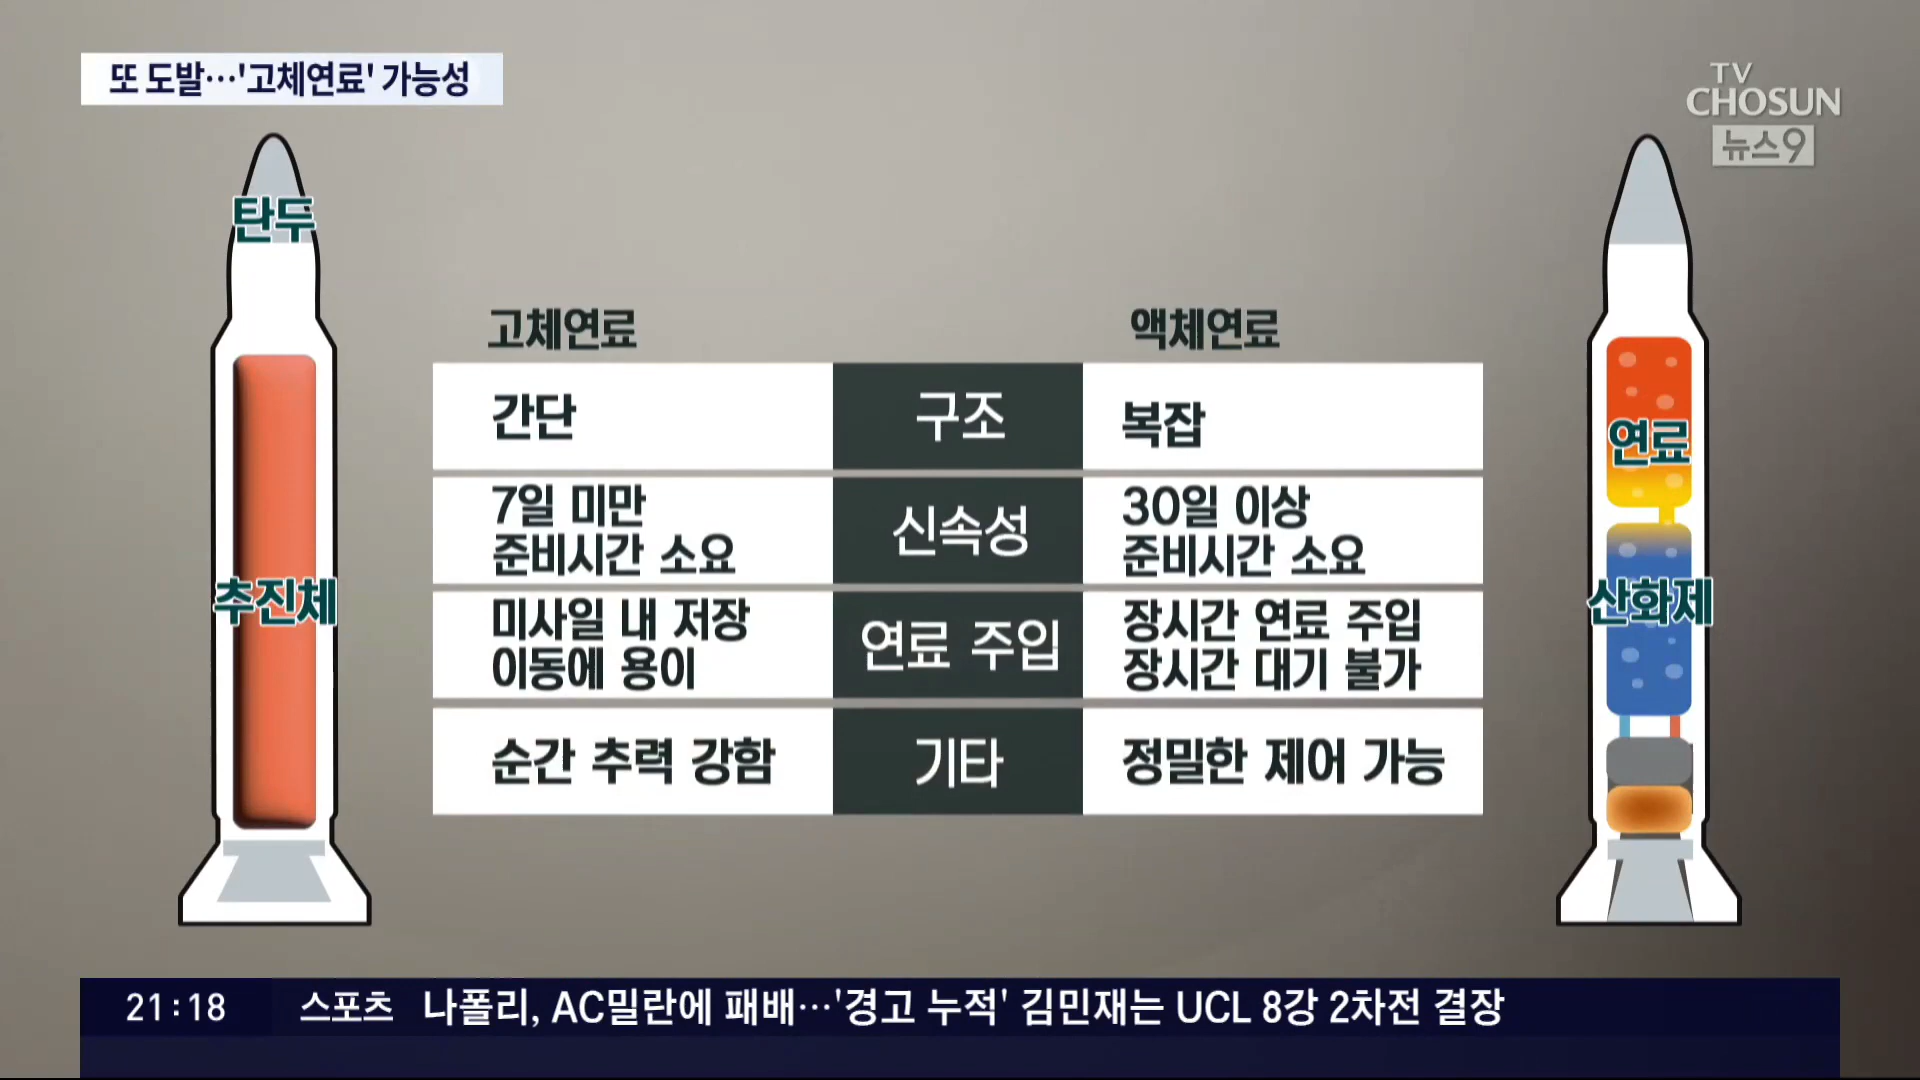 또 도발…'고체연료' 가능성
TV
CHOSUN
뉴스9
탄두
추진체
고체연료
액체연료
간단
구조
복잡
7일 미만
준비시간 소요
신속성
30일 이상
준비시간 소요
미사일 내 저장
이동에 용이
연료 주입
장시간 연료 주입
장시간 대기 불가
순간 추력 강함
기타
정밀한 제어 가능
연료
산화제
21:18 스포츠 나폴리, AC밀란에 패배…'경고 누적' 김민재는 UCL 8강 2차전 결장